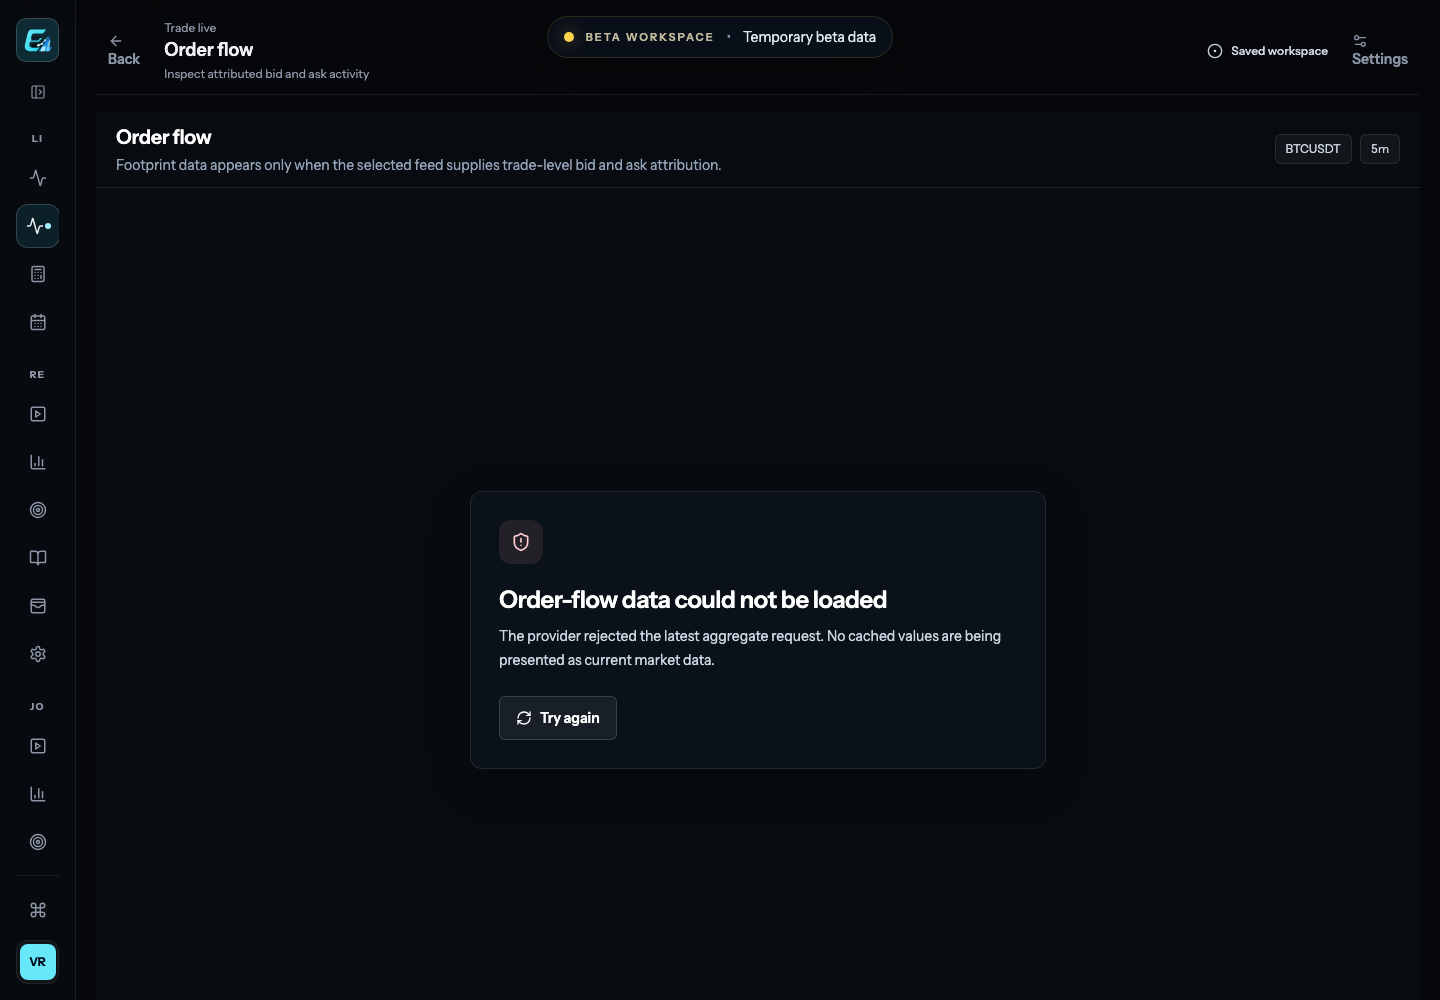 Trade live
Order flow
Inspect attributed bid and ask activity
Back
BETA WORKSPACE · Temporary beta data
Saved workspace
Settings
Order flow
Footprint data appears only when the selected feed supplies trade-level bid and ask attribution.
BTCUSDT
5m
LI
RE
JO
Order-flow data could not be loaded
The provider rejected the latest aggregate request. No cached values are being
presented as current market data.
Try again
VR